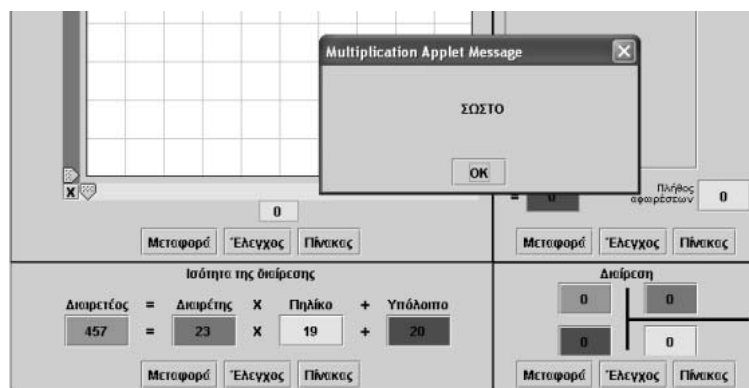 Multiplication Applet Message
ΣΩΣΤΟ
OK
X
0
= 0 Πλήθος αφαιρέσεων 0
Μεταφορά Έλεγχος Πίνακας
Μεταφορά Έλεγχος Πίνακας
Ισότητα της διαίρεσης
Διαιρετέος = Διαιρέτης X Πηλίκο + Υπόλοιπο
457 = 23 X 19 + 20
Μεταφορά Έλεγχος Πίνακας
Διαίρεση
0 0
0 0
Μεταφορά Έλεγχος Πίνακας